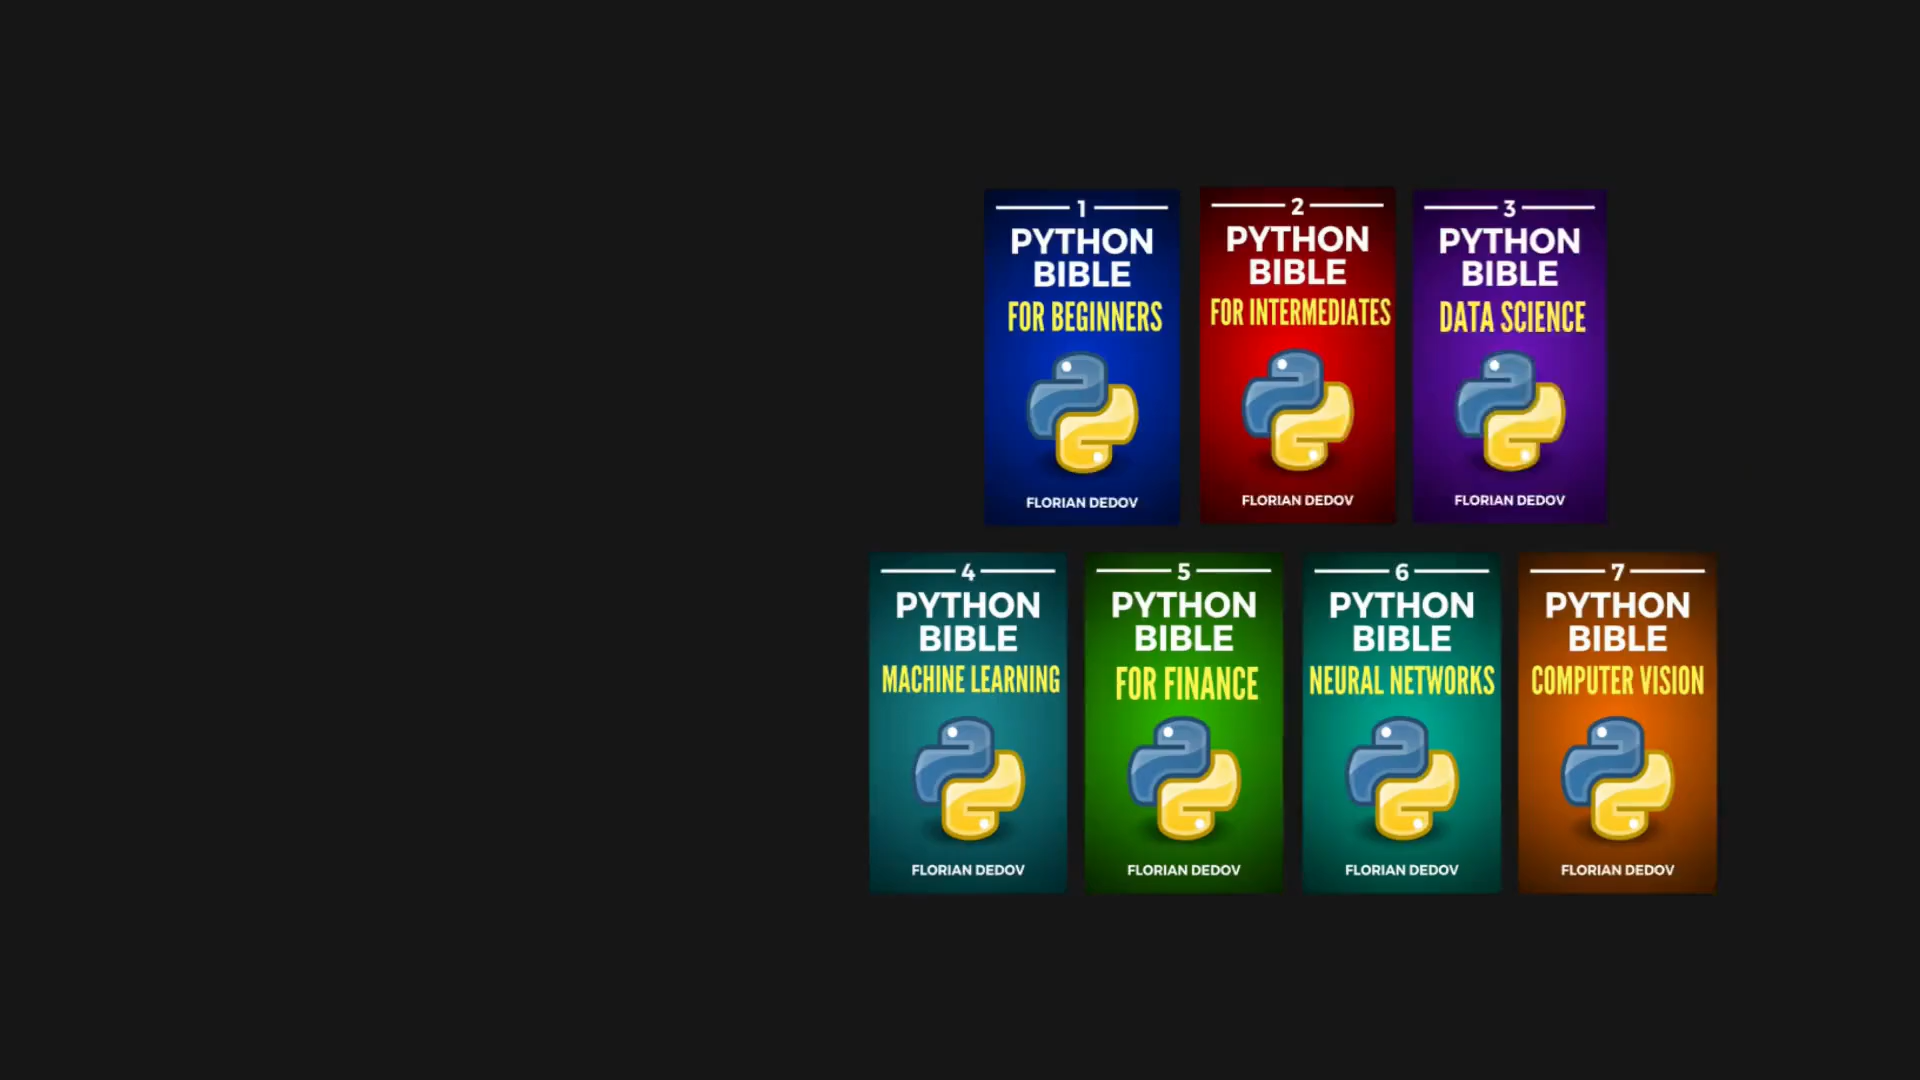 1
PYTHON
BIBLE
FOR BEGINNERS
FLORIAN DEDOV
2
PYTHON
BIBLE
FOR INTERMEDIATES
FLORIAN DEDOV
3
PYTHON
BIBLE
DATA SCIENCE
FLORIAN DEDOV
4
PYTHON
BIBLE
MACHINE LEARNING
FLORIAN DEDOV
5
PYTHON
BIBLE
FOR FINANCE
FLORIAN DEDOV
6
PYTHON
BIBLE
NEURAL NETWORKS
FLORIAN DEDOV
7
PYTHON
BIBLE
COMPUTER VISION
FLORIAN DEDOV